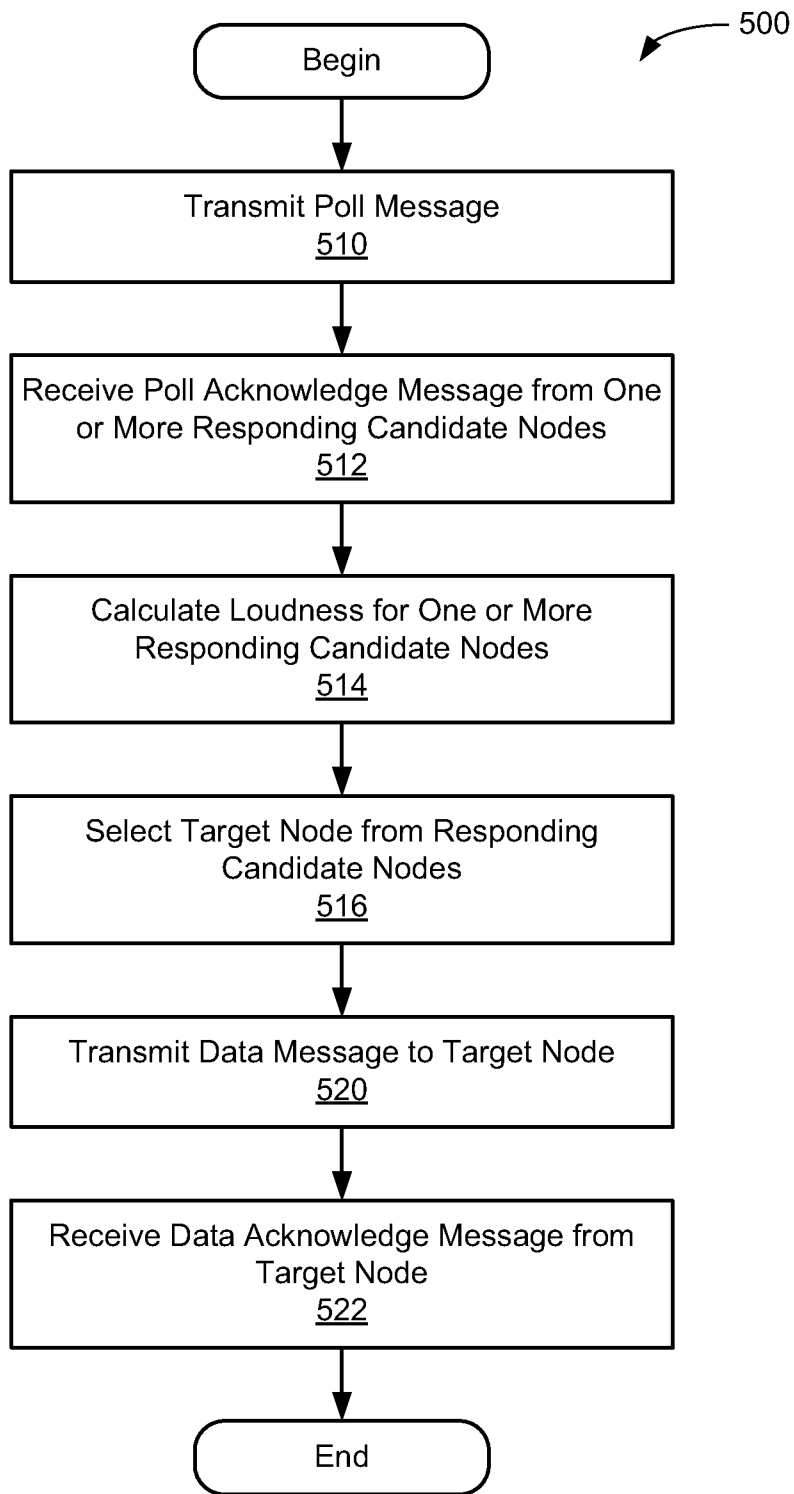 500
Begin
Transmit Poll Message
510
Receive Poll Acknowledge Message from One
or More Responding Candidate Nodes
512
Calculate Loudness for One or More
Responding Candidate Nodes
514
Select Target Node from Responding
Candidate Nodes
516
Transmit Data Message to Target Node
520
Receive Data Acknowledge Message from
Target Node
522
End